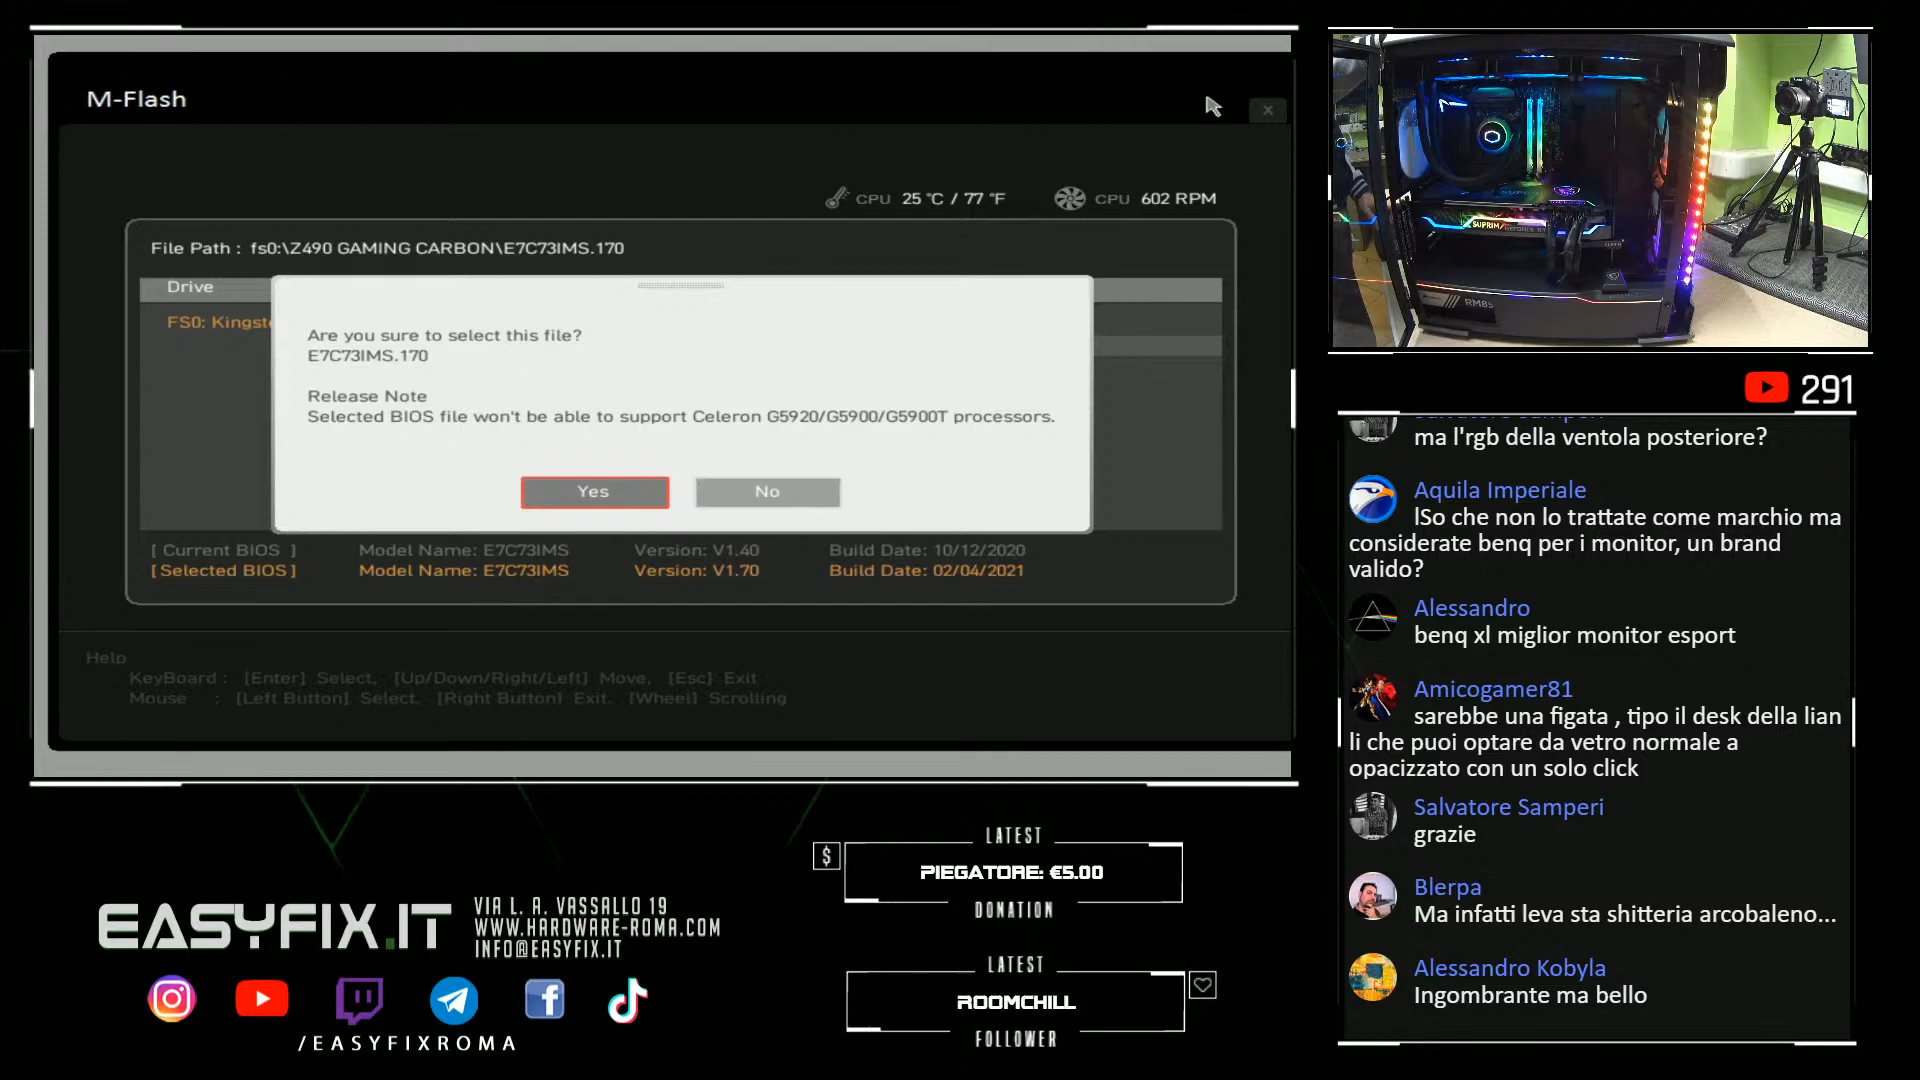 M-Flash
x
CPU 25 °C / 77 °F CPU 602 RPM
File Path : fs0:\Z490 GAMING CARBON\E7C73IMS.170
Drive
FS0:
Are you sure to select this file?
E7C73IMS.170
Release Note
Selected BIOS file won't be able to support Celeron G5920/G5900/G5900T processors.
Yes No
[ Current BIOS ] Model Name: E7C73IMS Version: V1.40 Build Date: 10/12/2020
[ Selected BIOS ] Model Name: E7C73IMS Version: V1.70 Build Date: 02/04/2021
Help
KeyBoard : [Enter] Select, [Up/Down/Right/Left] Move, [Esc] Exit
Mouse : [Left Button] Select, [Right Button] Exit, [Wheel] Scrolling
SUPRIM
291
ma l'rgb della ventola posteriore?
Aquila Imperiale
lSo che non lo trattate come marchio ma
considerate benq per i monitor, un brand
valido?
Alessandro
benq xl miglior monitor esport
Amicogamer81
sarebbe una figata , tipo il desk della lian
li che puoi optare da vetro normale a
opacizzato con un solo click
Salvatore Samperi
grazie
Blerpa
Ma infatti leva sta shitteria arcobaleno...
Alessandro Kobyla
Ingombrante ma bello
EASYFIX.IT
VIA L. A. VASSALLO 19
WWW.HARDWARE-ROMA.COM
INFO@EASYFIX.IT
/EASYFIXROMA
LATEST
$ PIEGATORE: €5.00
DONATION
LATEST
ROOMCHILL
FOLLOWER